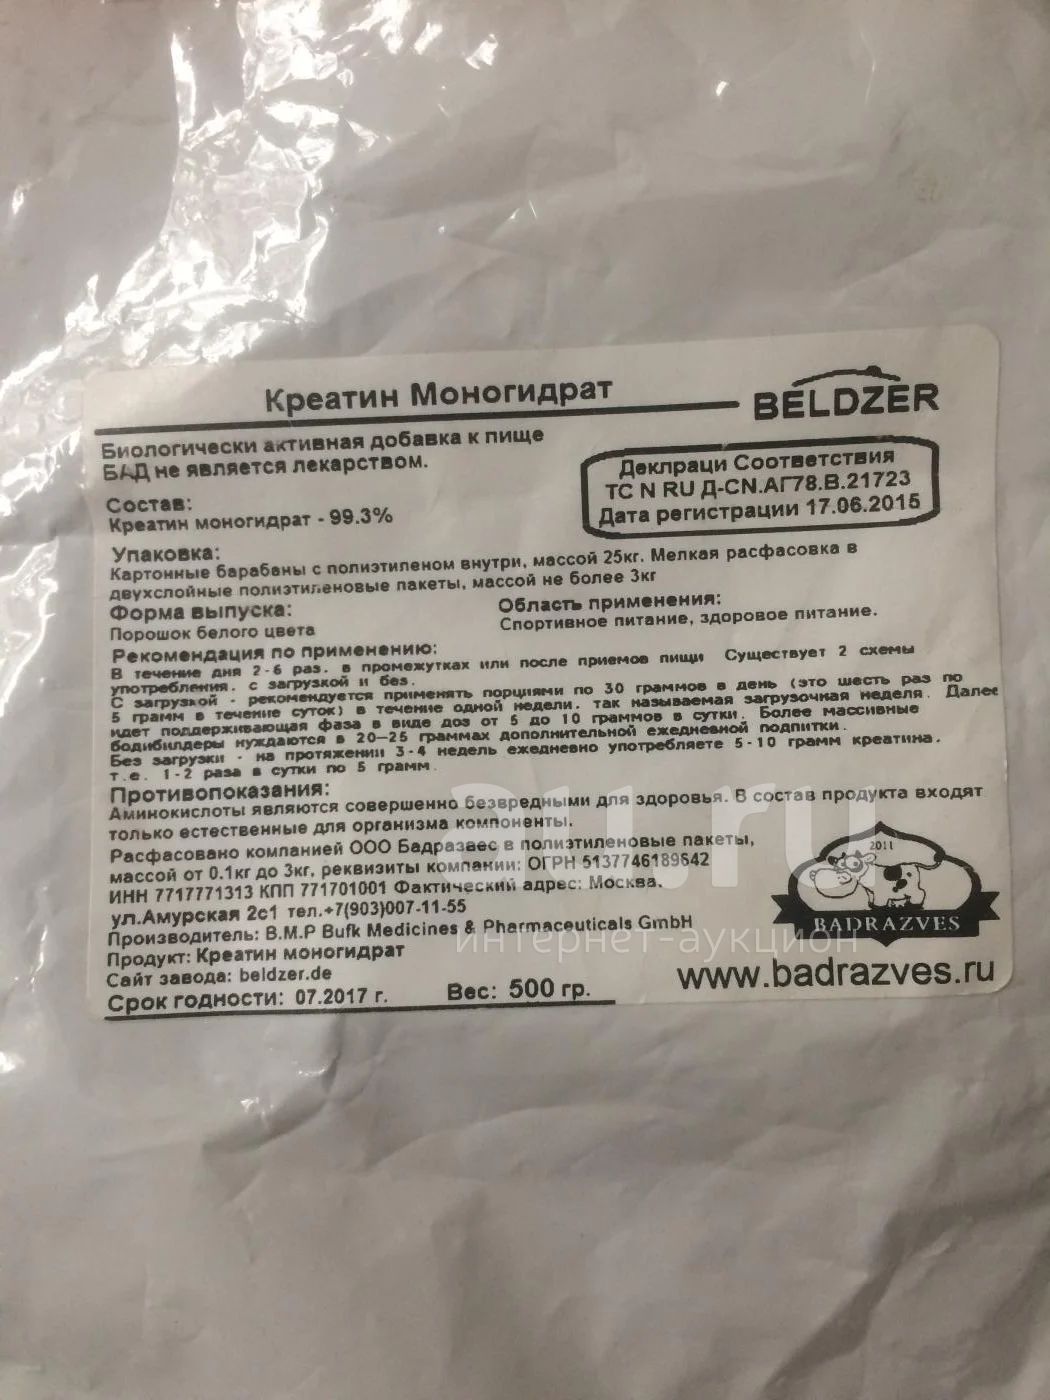 Креатин Моногидрат
BELDZER
Биологически активная добавка к пище
БАД не является лекарством.
Деклраци Соответствия
ТС N RU Д-CN.АГ78.В.21723
Дата регистрации 17.06.2015
Состав:
Креатин моногидрат - 99.3%
Упаковка:
Картонные барабаны с полиэтиленом внутри, массой 25кг. Мелкая расфасовка в
двухслойные полиэтиленовые пакеты, массой не более 3кг
Форма выпуска:
Порошок белого цвета
Область применения:
Спортивное питание, здоровое питание.
Рекомендация по применению:
В течение дня 2-6 раз. в промежутках или после приемов пищи Существует 2 схемы
употребления. с загрузкой и без.
С загрузкой - рекомендуется применять порциями по 30 граммов в день (это шесть раз по
5 грамм в течение суток) в течение одной недели. так называемая загрузочная неделя. Далее
идет поддерживающая фаза в виде доз от 5 до 10 граммов в сутки. Более массивные
бодибилдеры нуждаются в 20-25 граммах дополнительной ежедневной подпитки.
Без загрузки - на протяжении 3-4 недель ежедневно употребляете 5-10 грамм креатина.
т.е. 1-2 раза в сутки по 5 грамм.
Противопоказания:
Аминокислоты являются совершенно безвредными для здоровья. В состав продукта входят
только естественные для организма компоненты.
Расфасовано компанией ООО Бадразвес в полиэтиленовые пакеты,
массой от 0.1кг до 3кг, реквизиты компании: ОГРН 5137746189642
ИНН 7717771313 КПП 771701001 Фактический адрес: Москва.
ул.Амурская 2с1 тел.+7(903)007-11-55
Производитель: B.M.P Bufk Medicines & Pharmaceuticals GmbH
Продукт: Креатин моногидрат
Сайт завода: beldzer.de
Срок годности: 07.2017 г.
Вес: 500 гр.
2011
BADRAZVES
www.badrazves.ru
au.ru
интернет-аукцион